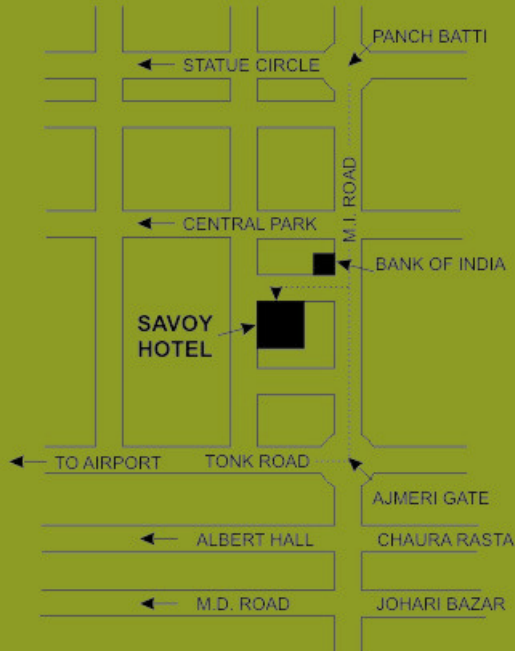 PANCH BATTI
STATUE CIRCLE
M.I. ROAD
CENTRAL PARK
BANK OF INDIA
SAVOY
HOTEL
TO AIRPORT
TONK ROAD
AJMERI GATE
ALBERT HALL
CHAURA RASTA
M.D. ROAD
JOHARI BAZAR